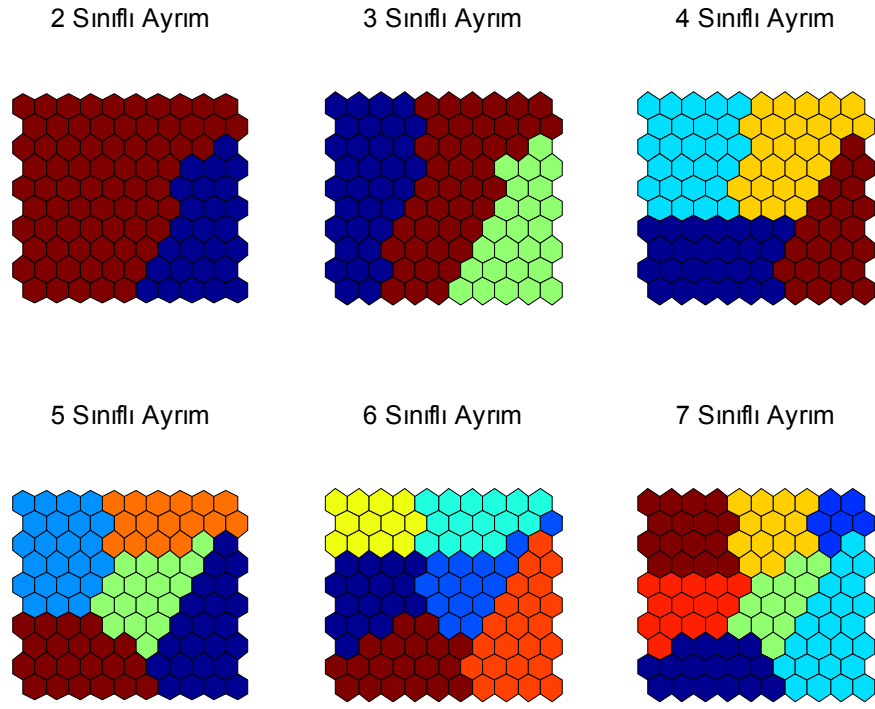 2 Sınıflı Ayrım
3 Sınıflı Ayrım
4 Sınıflı Ayrım
5 Sınıflı Ayrım
6 Sınıflı Ayrım
7 Sınıflı Ayrım